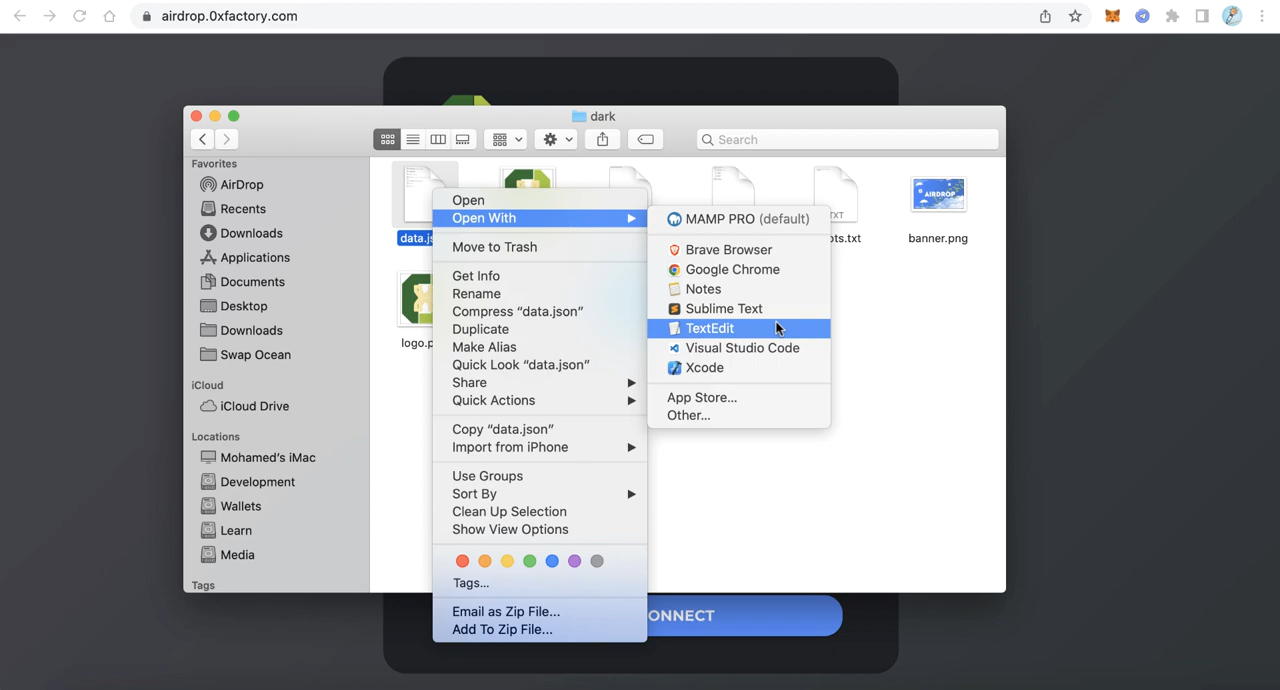 airdrop.0xfactory.com
dark
Search
Favorites
AirDrop
Recents
Downloads
Applications
Documents
Desktop
Downloads
Swap Ocean
iCloud
iCloud Drive
Locations
Mohamed's iMac
Development
Wallets
Learn
Media
Tags
data.js
TXT
ots.txt
AIRDROP
banner.png
logo.p
Open
Open With
Move to Trash
Get Info
Rename
Compress “data.json”
Duplicate
Make Alias
Quick Look “data.json”
Share
Quick Actions
Copy “data.json”
Import from iPhone
Use Groups
Sort By
Clean Up Selection
Show View Options
Tags...
Email as Zip File...
Add To Zip File...
MAMP PRO (default)
Brave Browser
Google Chrome
Notes
Sublime Text
TextEdit
Visual Studio Code
Xcode
App Store...
Other...
ONNECT